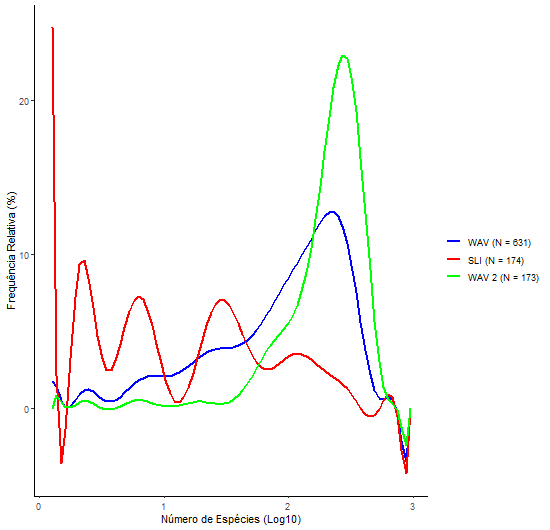 Frequência Relativa (%)
20
10
0
0
1
2
3
Número de Espécies (Log10)
WAV (N = 631)
SLI (N = 174)
WAV 2 (N = 173)